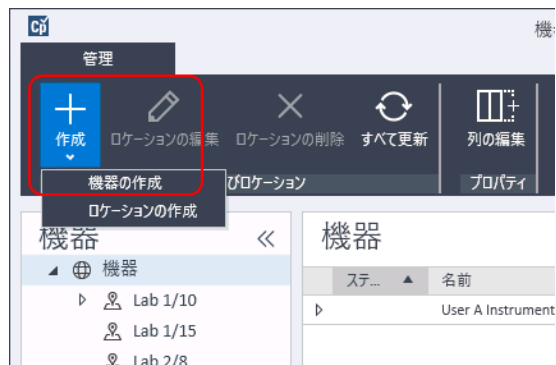 Cpj
機
管理
作成 ロケーションの編集 ロケーションの削除 すべて更新 列の編集
機器の作成 びロケーション プロパティ
ロケーションの作成
機器 機器
機器 ステ... 名前
Lab 1/10 User A Instrument
Lab 1/15
Lab 2/8